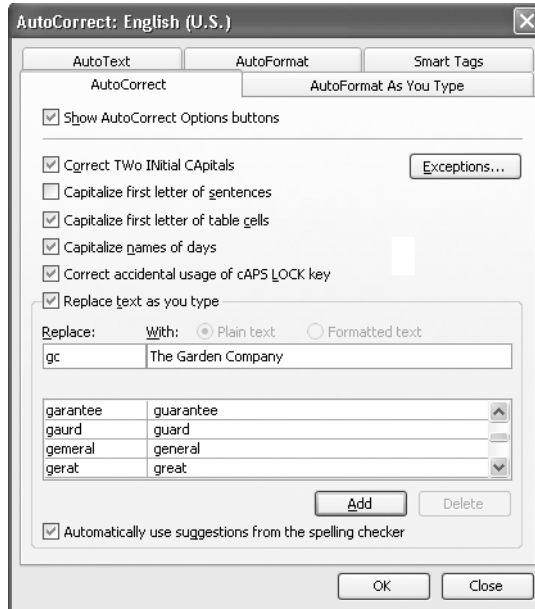 AutoCorrect: English (U.S.)
AutoText AutoFormat Smart Tags
AutoCorrect AutoFormat As You Type
Show AutoCorrect Options buttons
Correct TWo INitial CApitals Exceptions...
Capitalize first letter of sentences
Capitalize first letter of table cells
Capitalize names of days
Correct accidental usage of cAPS LOCK key
Replace text as you type
Replace: With: Plain text Formatted text
gc The Garden Company
garantee guarantee
gaurd guard
gemeral general
gerat great
Add Delete
Automatically use suggestions from the spelling checker
OK Close